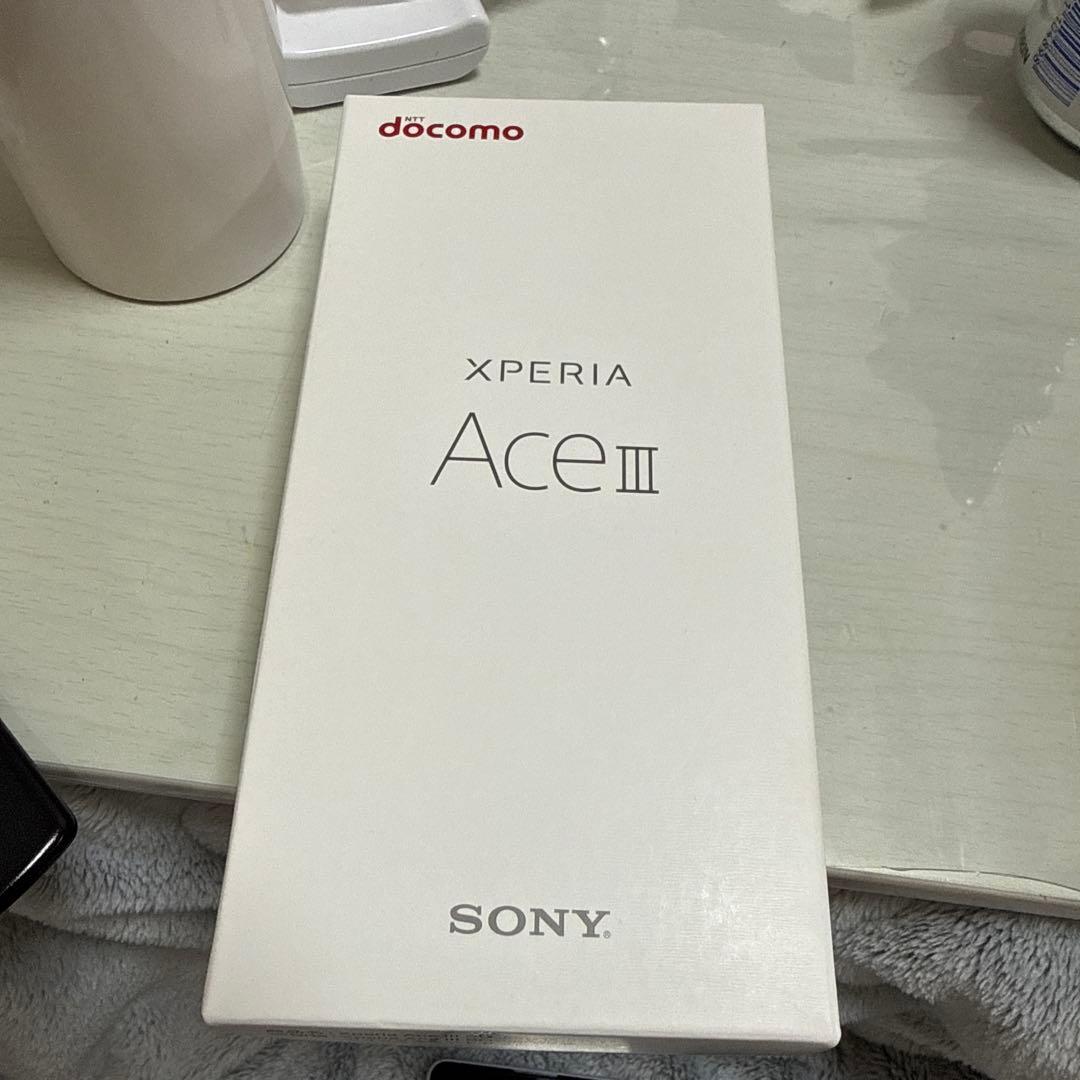 NTT
docomo
XPERIA
Ace III
SONY